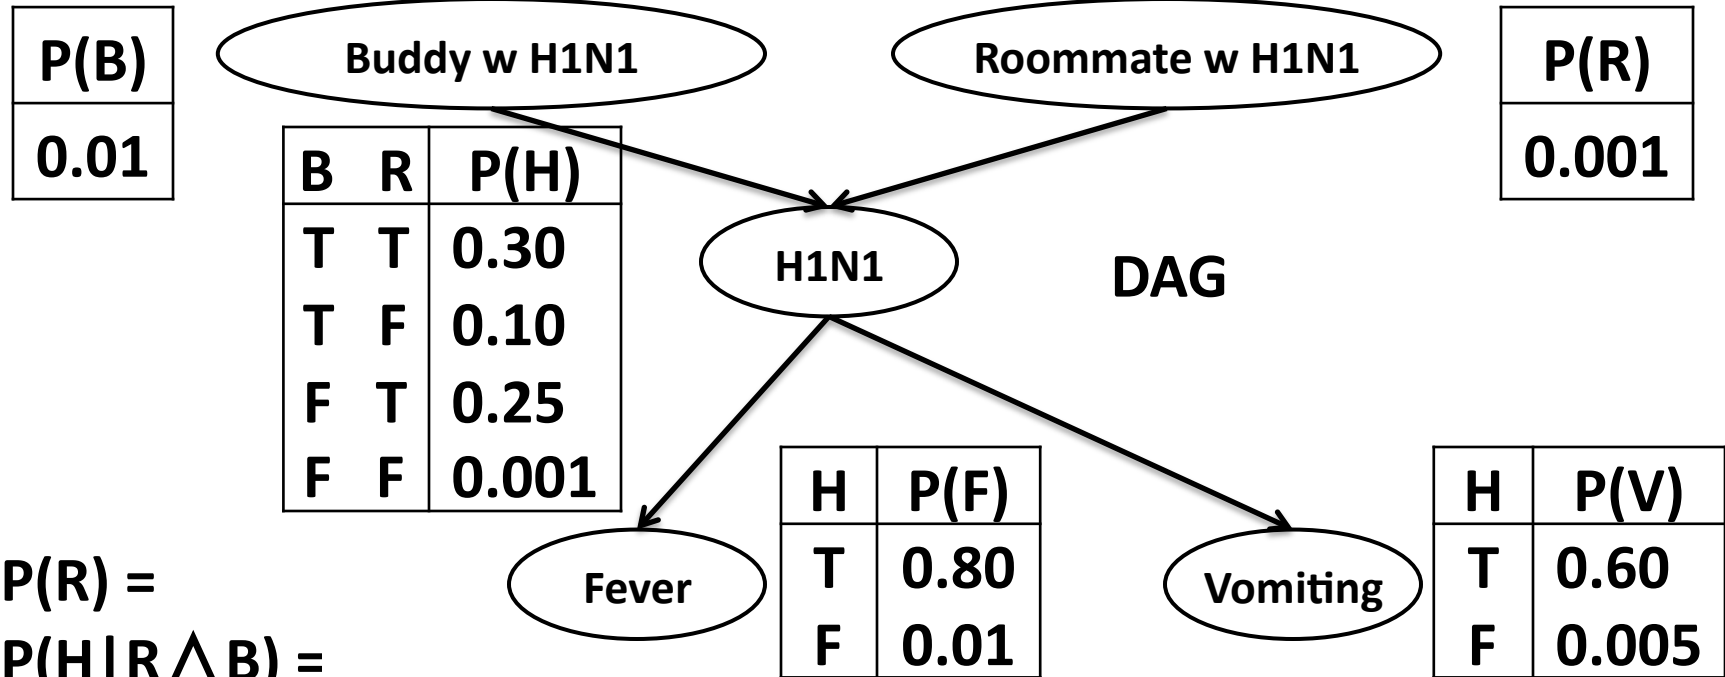 P(B)
0.01
Buddy w H1N1
Roommate w H1N1
P(R)
0.001
B R P(H)
T T 0.30
T F 0.10
F T 0.25
F F 0.001
H1N1
DAG
H P(F)
T 0.80
F 0.01
H P(V)
T 0.60
F 0.005
Fever
Vomiting
P(R) =
P(H|R∧B) =